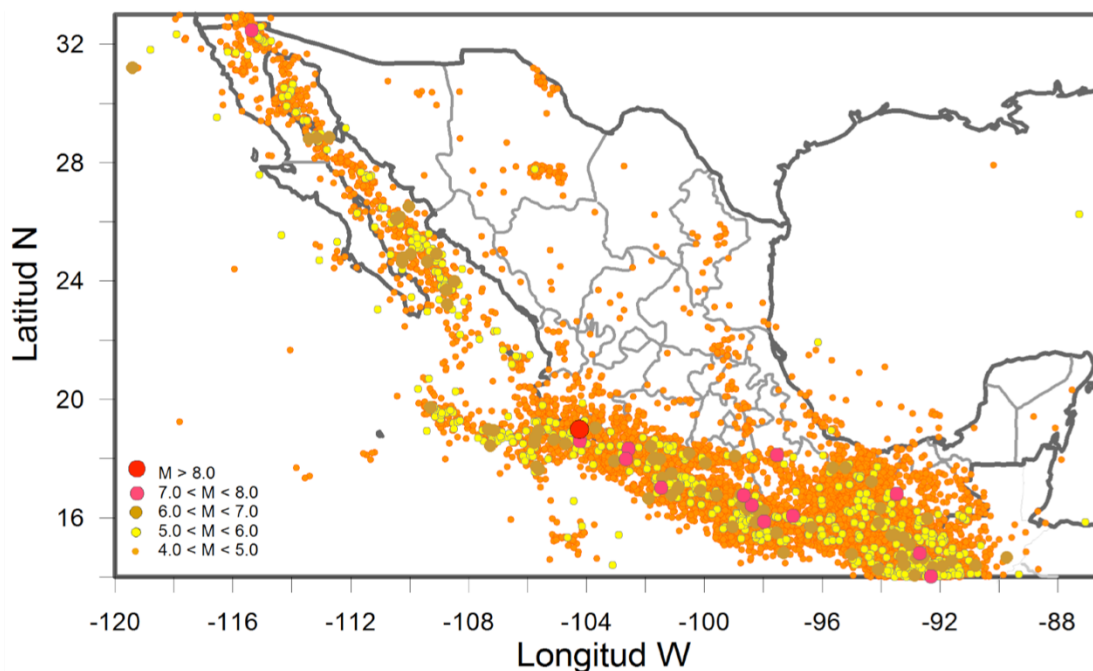 Latitud N
32
28
24
20
16
M > 8.0
7.0 < M < 8.0
6.0 < M < 7.0
5.0 < M < 6.0
4.0 < M < 5.0
-120 -116 -112 -108 -104 -100 -96 -92 -88
Longitud W